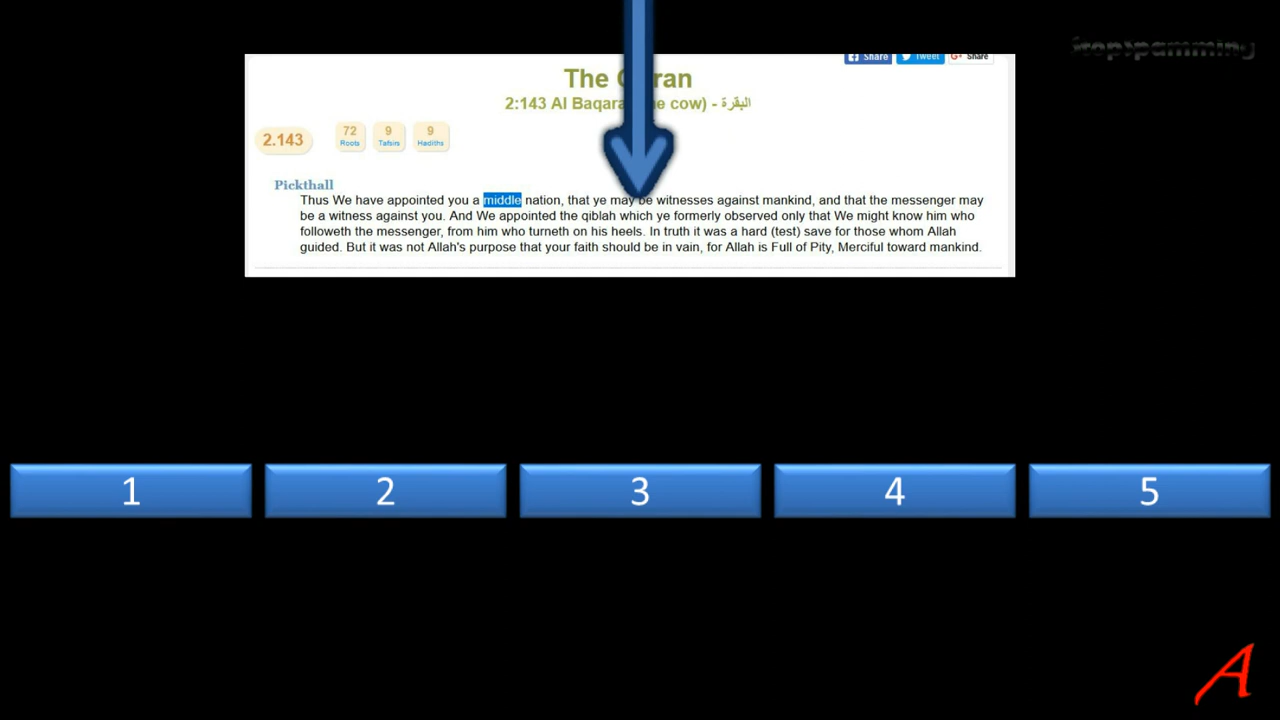 Stopspamming
Share Tweet G+ Share
The Quran
2:143 Al Baqarah (The cow) - البقرة
2.143
72 Roots
9 Tafsirs
9 Hadiths
Pickthall
Thus We have appointed you a middle nation, that ye may be witnesses against mankind, and that the messenger may
be a witness against you. And We appointed the qiblah which ye formerly observed only that We might know him who
followeth the messenger, from him who turneth on his heels. In truth it was a hard (test) save for those whom Allah
guided. But it was not Allah's purpose that your faith should be in vain, for Allah is Full of Pity, Merciful toward mankind.
1 2 3 4 5
A